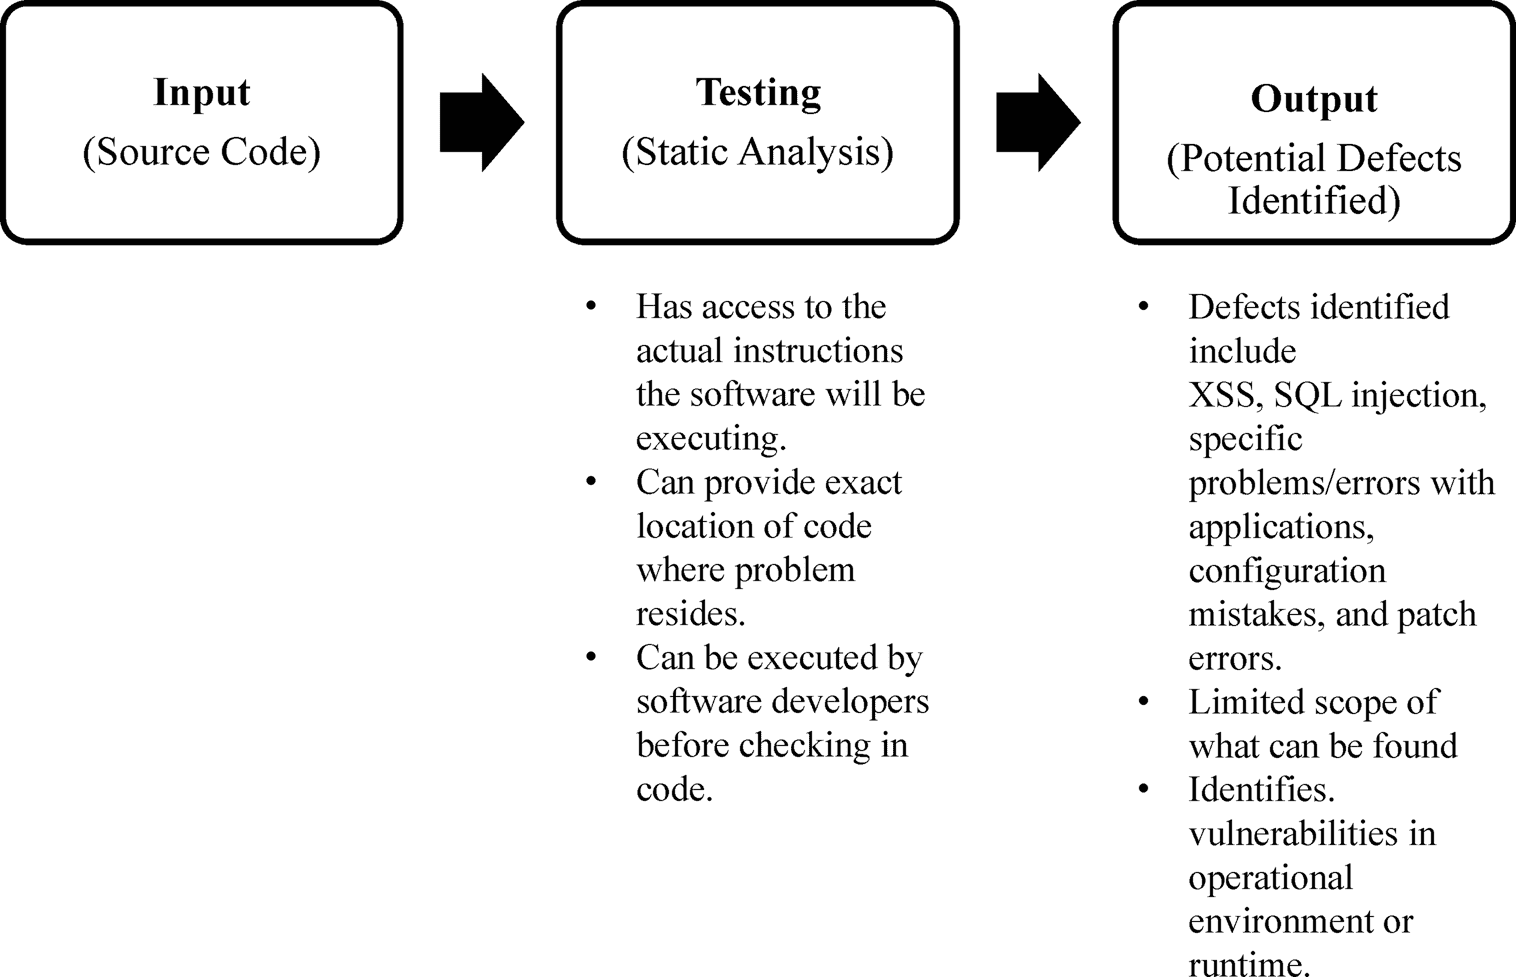 Input
(Source Code)
Testing
(Static Analysis)
Output
(Potential Defects
Identified)
• Has access to the
actual instructions
the software will be
executing.
• Can provide exact
location of code
where problem
resides.
• Can be executed by
software developers
before checking in
code.
• Defects identified
include
XSS, SQL injection,
specific
problems/errors with
applications,
configuration
mistakes, and patch
errors.
• Limited scope of
what can be found
• Identifies.
vulnerabilities in
operational
environment or
runtime.